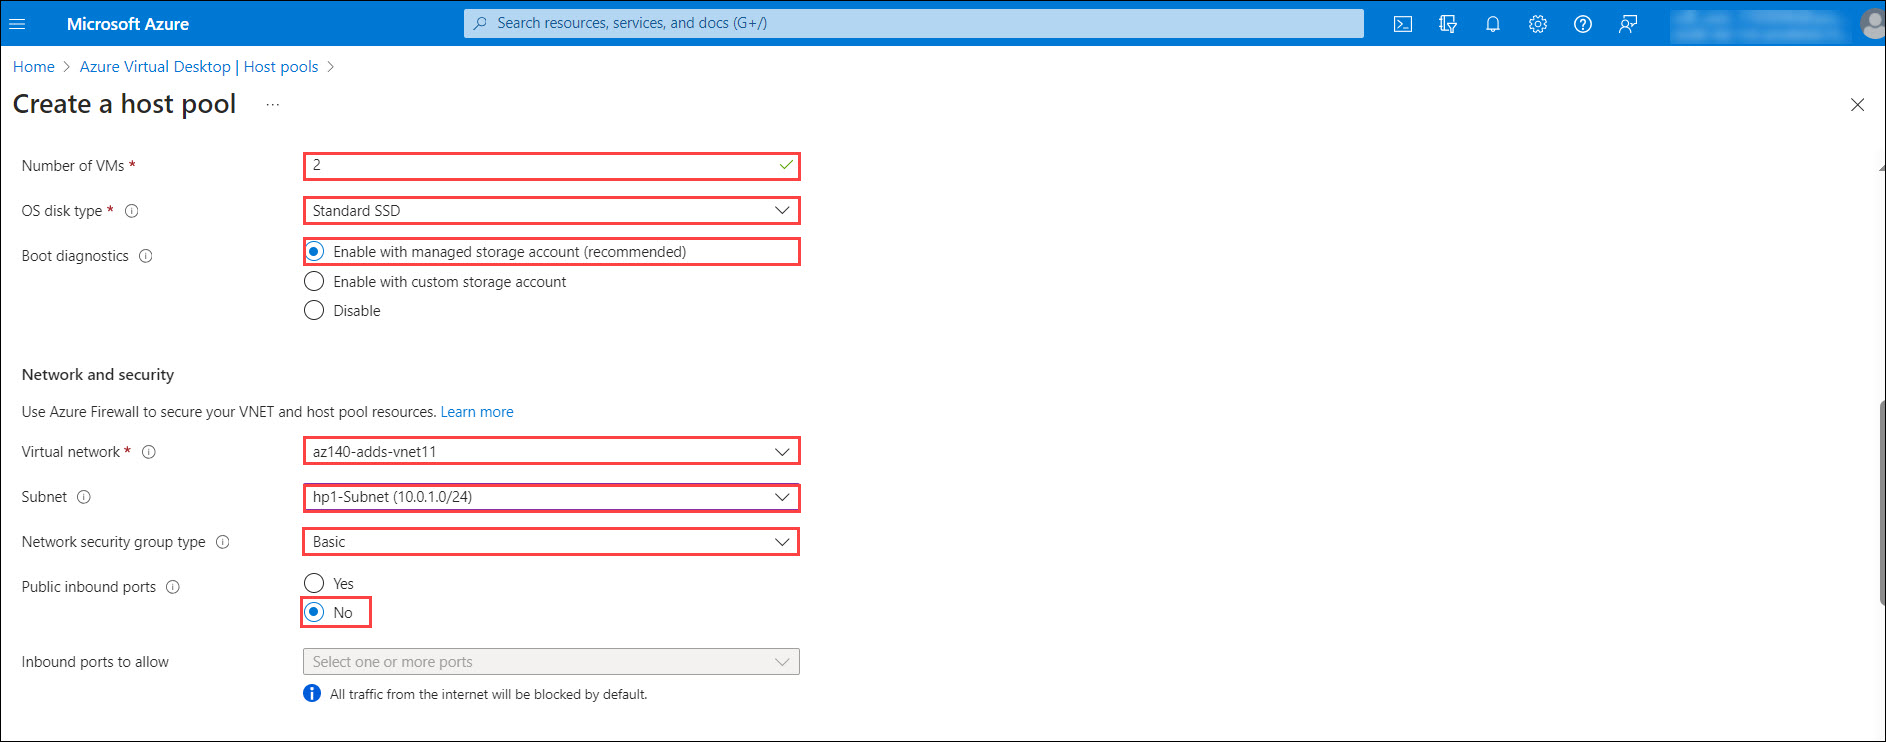 Microsoft Azure
Search resources, services, and docs (G+/)
Home > Azure Virtual Desktop | Host pools >
Create a host pool ...
Number of VMs * 2
OS disk type * Standard SSD
Boot diagnostics Enable with managed storage account (recommended)
Enable with custom storage account
Disable
Network and security
Use Azure Firewall to secure your VNET and host pool resources. Learn more
Virtual network * az140-adds-vnet11
Subnet hp1-Subnet (10.0.1.0/24)
Network security group type Basic
Public inbound ports Yes
No
Inbound ports to allow Select one or more ports
All traffic from the internet will be blocked by default.